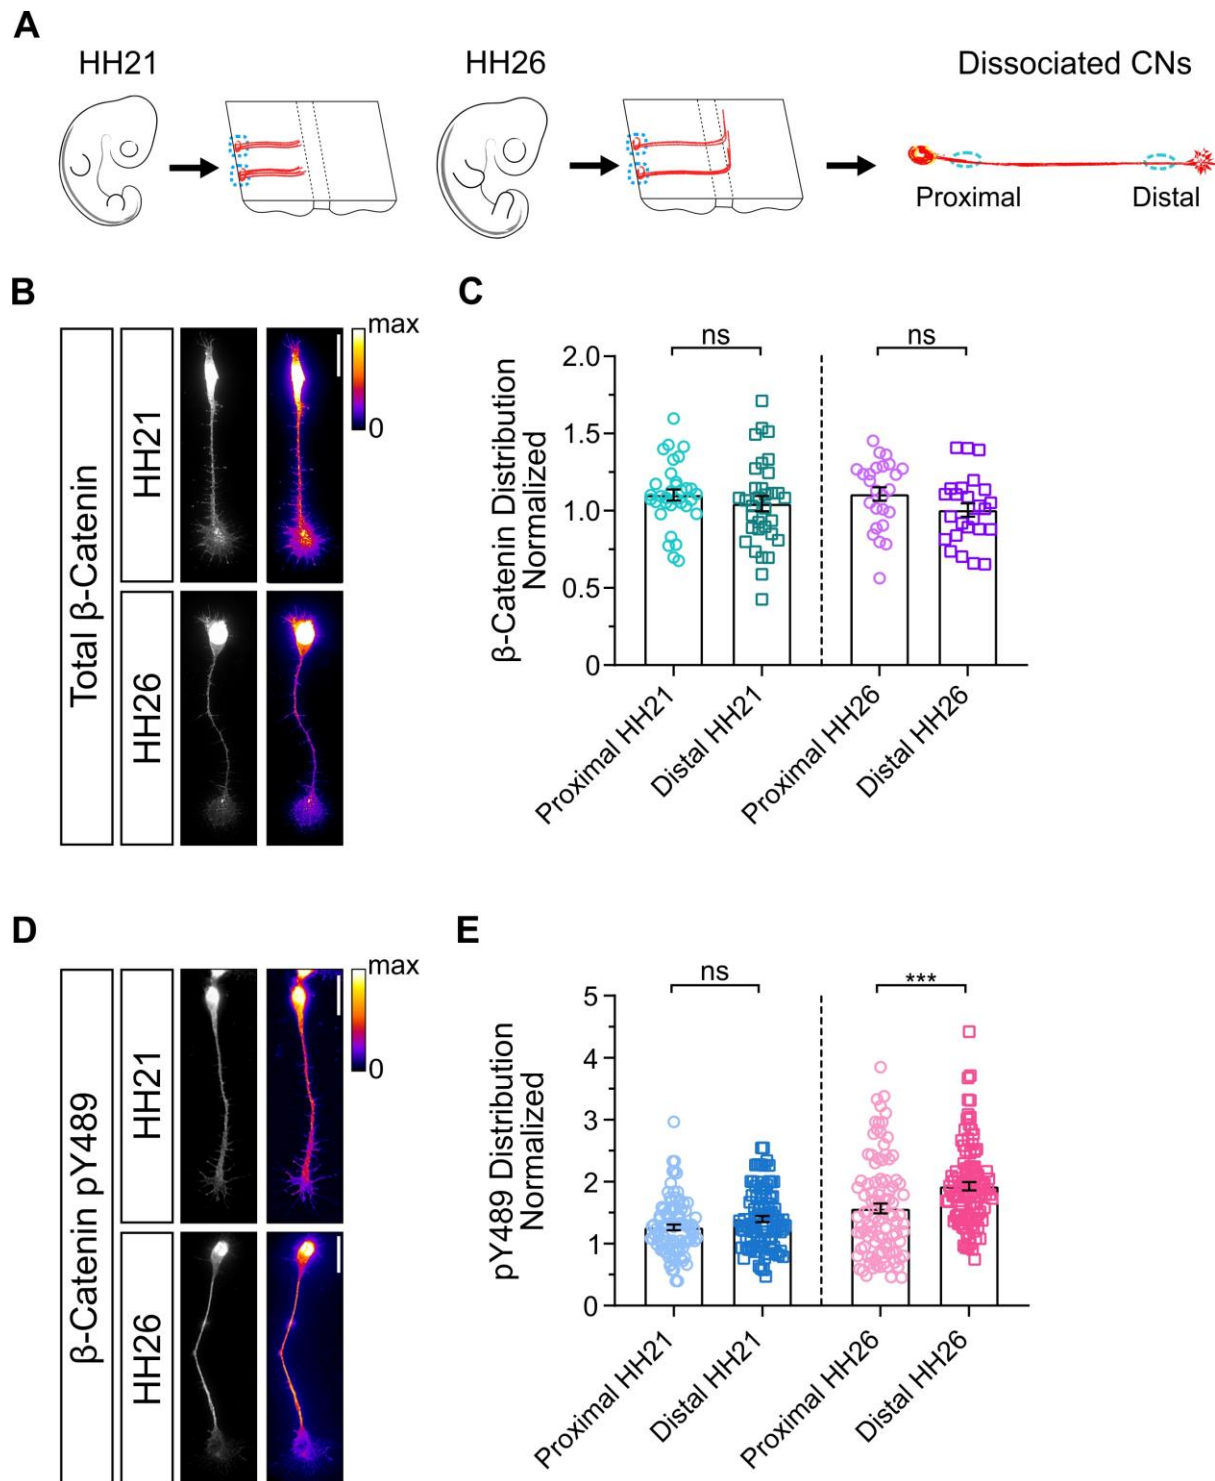 A
HH21
HH26
Dissociated CNs
Proximal
Distal
B
Total β-Catenin
HH21
HH26
max
0
C
β-Catenin Distribution
Normalized
ns
ns
2.0
1.5
1.0
0.5
0
Proximal HH21
Distal HH21
Proximal HH26
Distal HH26
D
β-Catenin pY489
HH21
HH26
max
0
E
pY489 Distribution
Normalized
ns
***
5
4
3
2
1
0
Proximal HH21
Distal HH21
Proximal HH26
Distal HH26